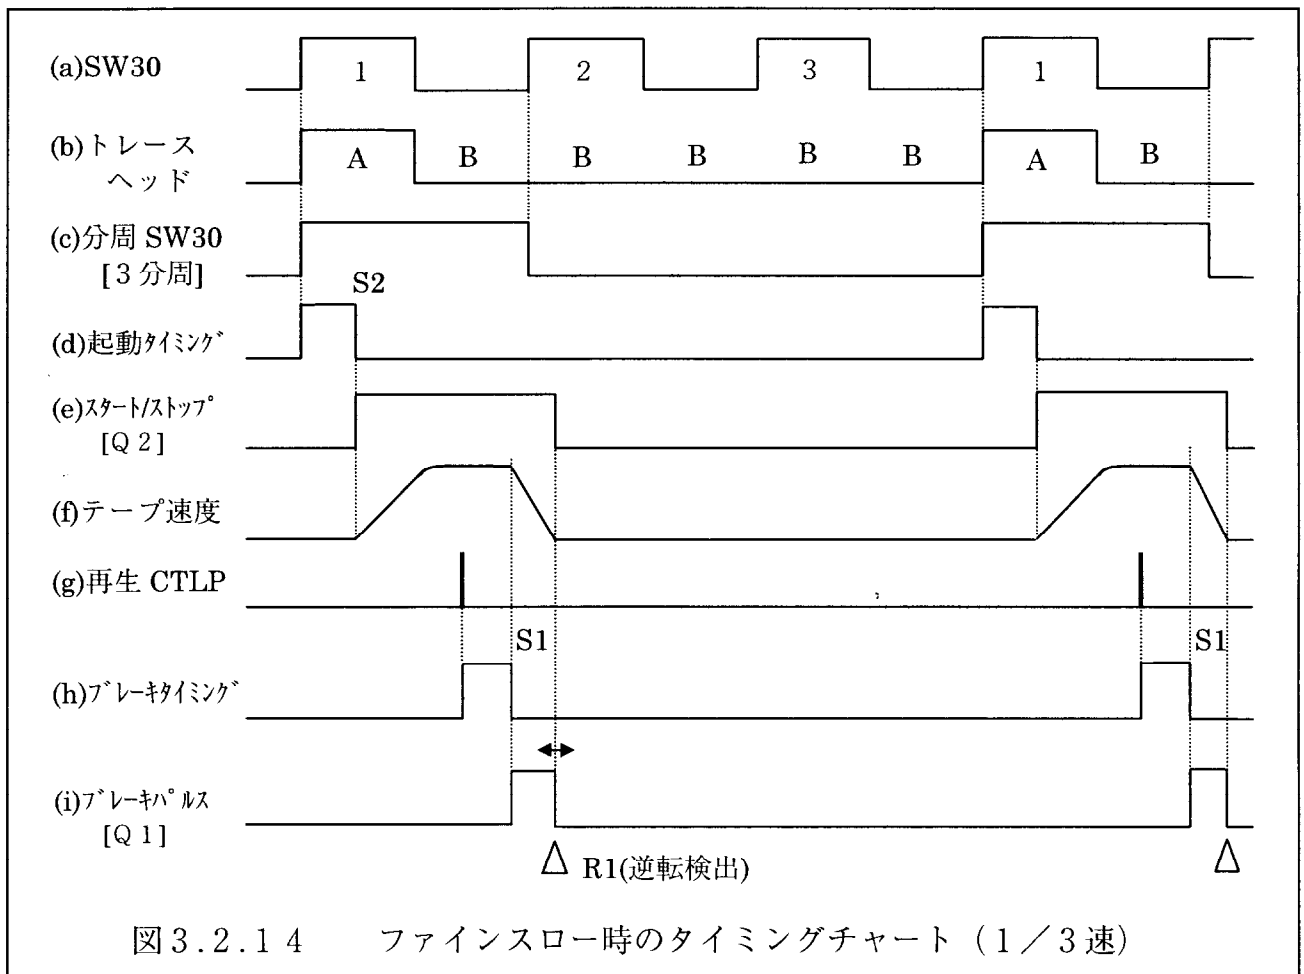 (a)SW30
1
2
3
1
(b)トレース
ヘッド
A
B
B
B
B
B
A
B
(c)分周 SW30
[3分周]
S2
(d)起動ﾀｲﾐﾝｸﾞ
(e)ｽﾀｰﾄ/ｽﾄｯﾌﾟ
[Q2]
(f)テープ速度
(g)再生 CTLP
S1
S1
(h)ﾌﾞﾚｰｷﾀｲﾐﾝｸﾞ
(i)ﾌﾞﾚｰｷﾊﾟﾙｽ
[Q1]
R1(逆転検出)
図3.2.14 ファインスロー時のタイミングチャート（1／3速）